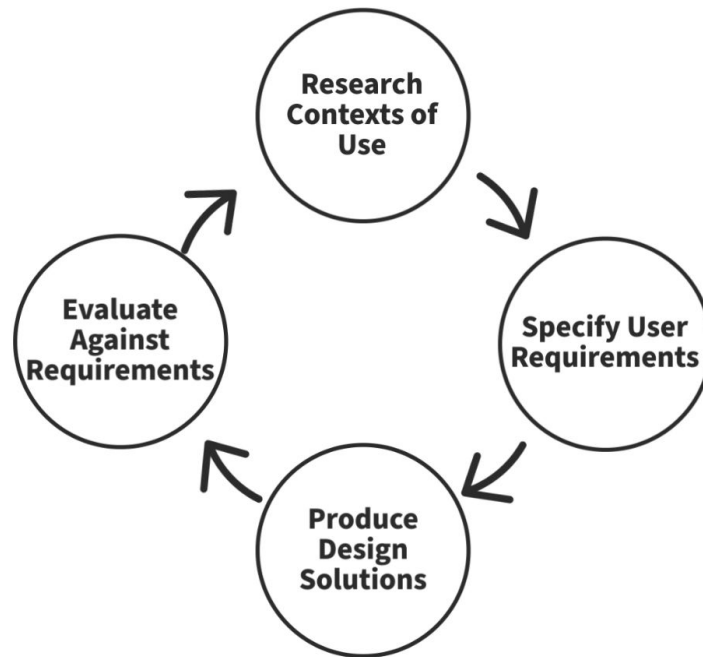 Research
Contexts of
Use
Specify User
Requirements
Produce
Design
Solutions
Evaluate
Against
Requirements